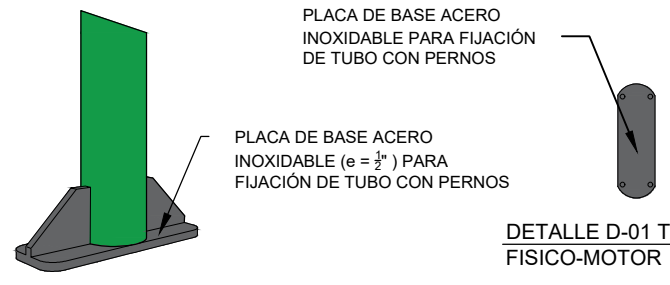 PLACA DE BASE ACERO
INOXIDABLE PARA FIJACIÓN
DE TUBO CON PERNOS
PLACA DE BASE ACERO
INOXIDABLE (e = ½" ) PARA
FIJACIÓN DE TUBO CON PERNOS
DETALLE D-01 T
FISICO-MOTOR